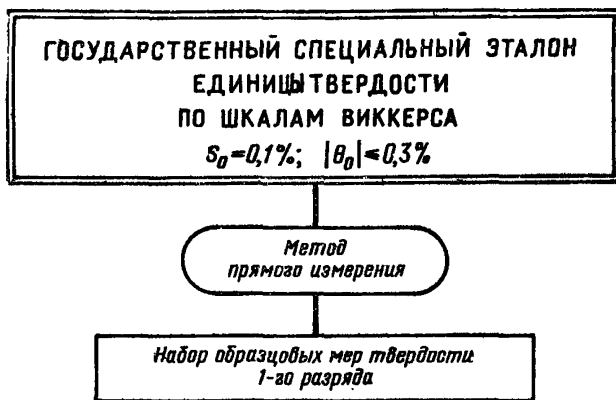 ГОСУДАРСТВЕННЫЙ СПЕЦИАЛЬНЫЙ ЭТАЛОН
ЕДИНИЦЫ ТВЕРДОСТИ
ПО ШКАЛАМ ВИККЕРСА
S₀=0,1%; |θ₀|≤0,3%
Метод
прямого измерения
Набор образцовых мер твердости
1-го разряда